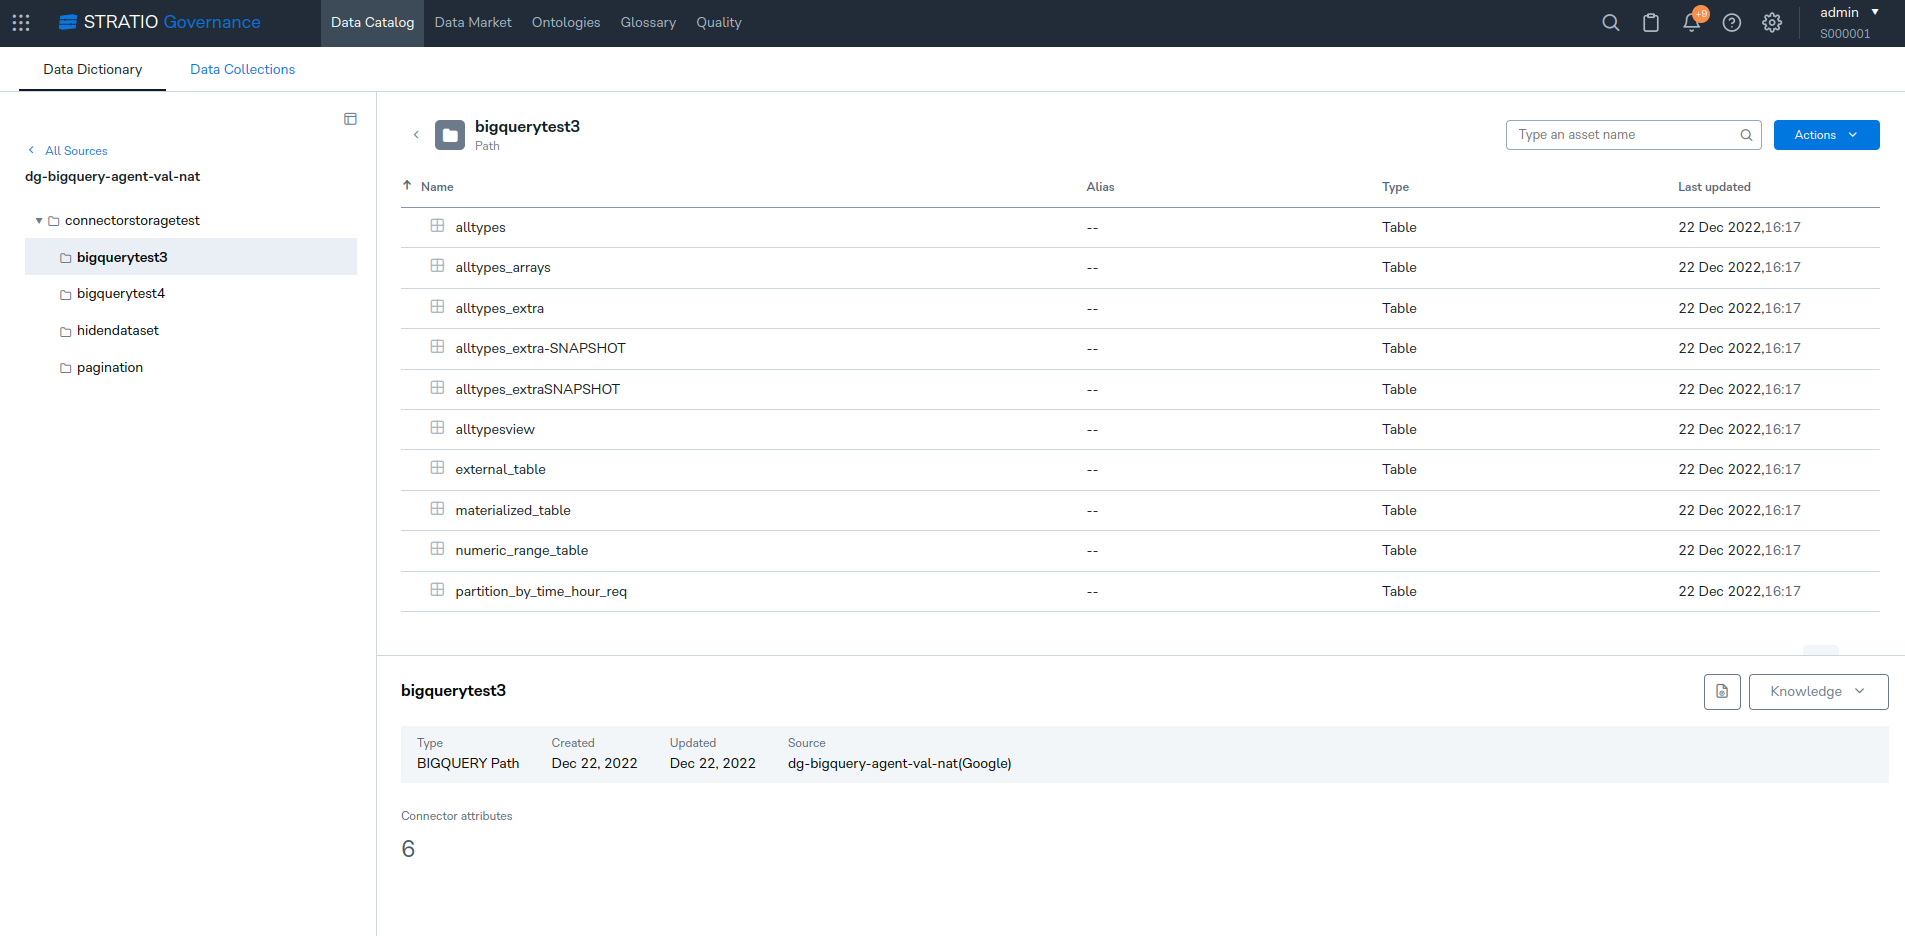 STRATIO Governance
Data Catalog Data Market Ontologies Glossary Quality
+9
admin
S000001
Data Dictionary Data Collections
All Sources
dg-bigquery-agent-val-nat
connectorstoragetest
bigquerytest3
bigquerytest4
hidendataset
pagination
bigquerytest3
Path
Type an asset name
Actions
Name Alias Type Last updated
alltypes -- Table 22 Dec 2022,16:17
alltypes_arrays -- Table 22 Dec 2022,16:17
alltypes_extra -- Table 22 Dec 2022,16:17
alltypes_extra-SNAPSHOT -- Table 22 Dec 2022,16:17
alltypes_extraSNAPSHOT -- Table 22 Dec 2022,16:17
alltypesview -- Table 22 Dec 2022,16:17
external_table -- Table 22 Dec 2022,16:17
materialized_table -- Table 22 Dec 2022,16:17
numeric_range_table -- Table 22 Dec 2022,16:17
partition_by_time_hour_req -- Table 22 Dec 2022,16:17
bigquerytest3
Knowledge
Type Created Updated Source
BIGQUERY Path Dec 22, 2022 Dec 22, 2022 dg-bigquery-agent-val-nat(Google)
Connector attributes
6